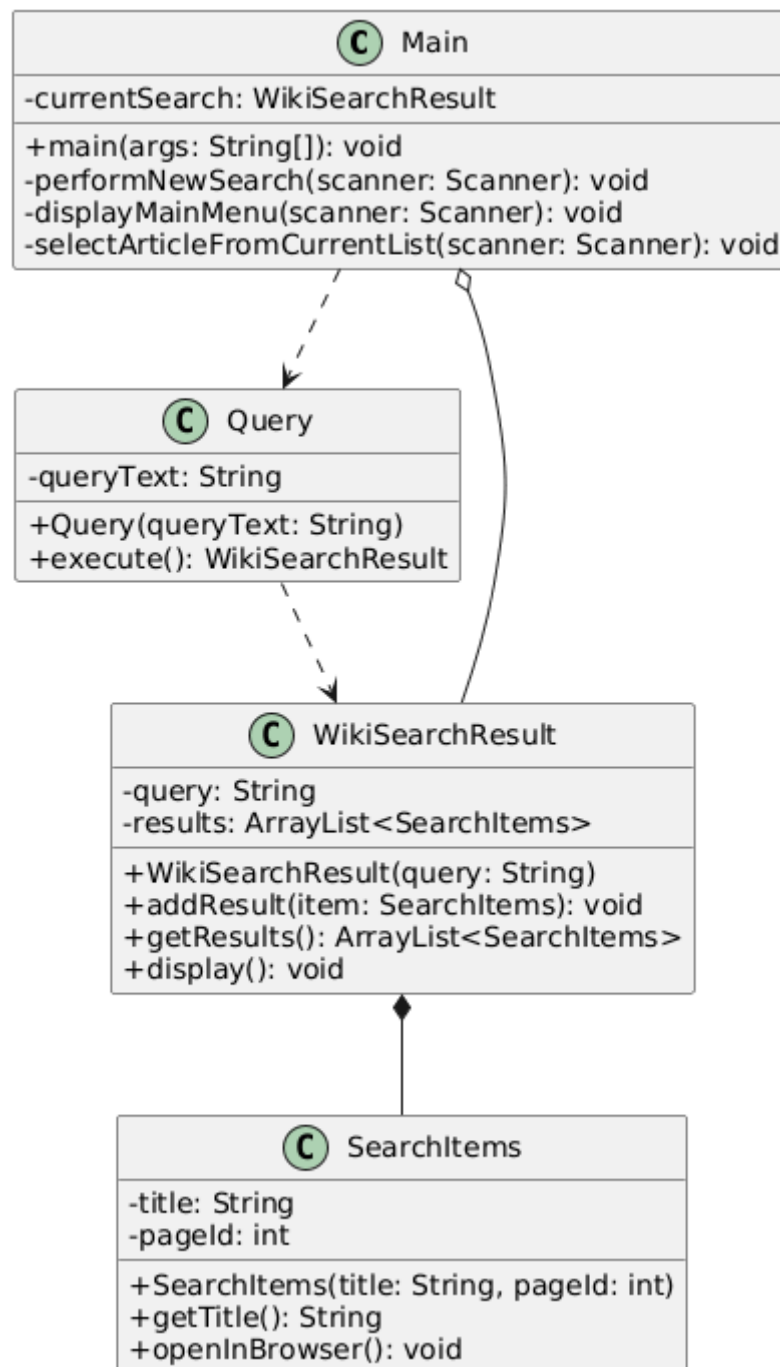 C Main
-currentSearch: WikiSearchResult
+main(args: String[]): void
-performNewSearch(scanner: Scanner): void
-displayMainMenu(scanner: Scanner): void
-selectArticleFromCurrentList(scanner: Scanner): void
C Query
-queryText: String
+Query(queryText: String)
+execute(): WikiSearchResult
C WikiSearchResult
-query: String
-results: ArrayList<SearchItems>
+WikiSearchResult(query: String)
+addResult(item: SearchItems): void
+getResults(): ArrayList<SearchItems>
+display(): void
C SearchItems
-title: String
-pageId: int
+SearchItems(title: String, pageId: int)
+getTitle(): String
+openInBrowser(): void